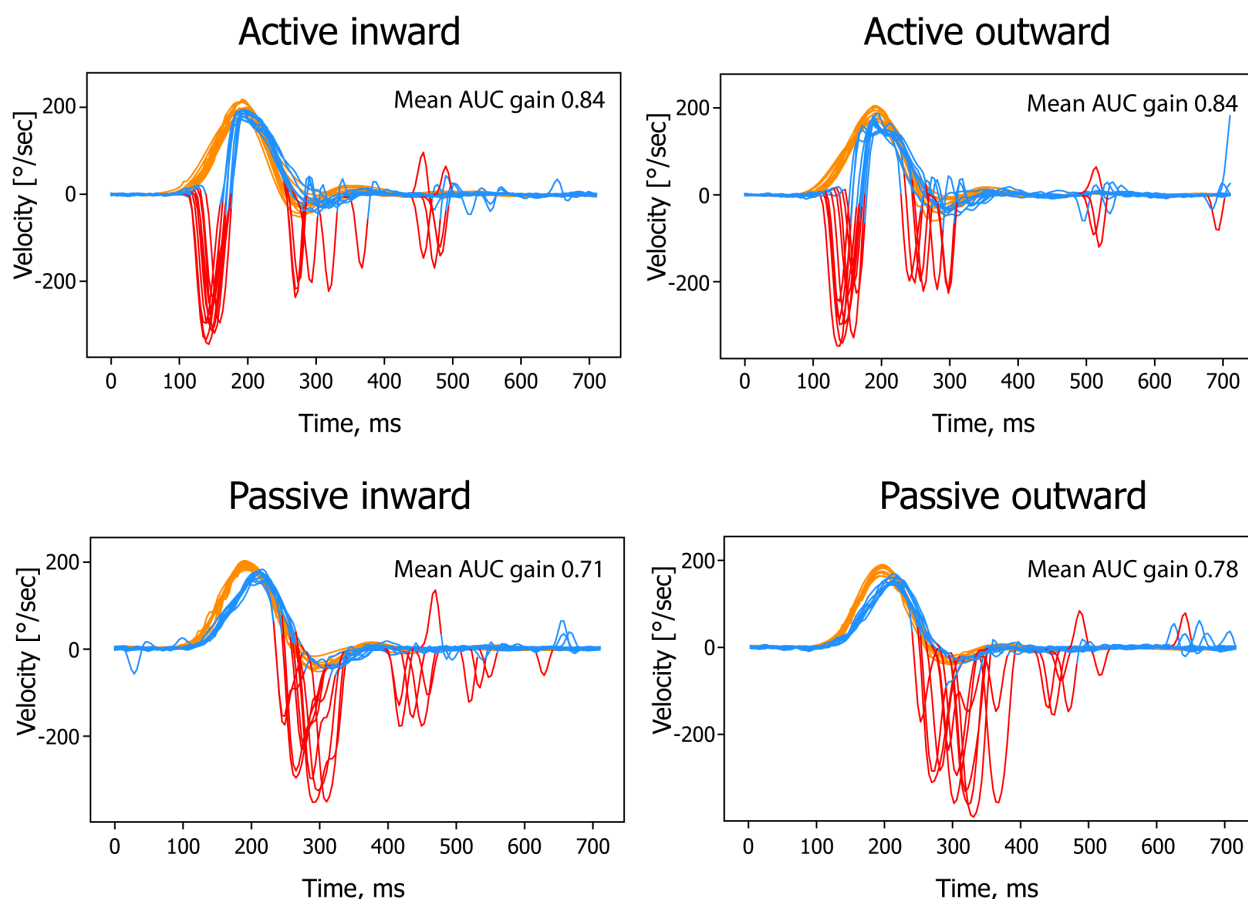 Active inward
Active outward
Mean AUC gain 0.84
Mean AUC gain 0.84
Velocity [°/sec]
200
0
-200
0 100 200 300 400 500 600 700
Time, ms
Velocity [°/sec]
200
0
-200
0 100 200 300 400 500 600 700
Time, ms
Passive inward
Passive outward
Mean AUC gain 0.71
Mean AUC gain 0.78
Velocity [°/sec]
200
0
-200
0 100 200 300 400 500 600 700
Time, ms
Velocity [°/sec]
200
0
-200
0 100 200 300 400 500 600 700
Time, ms